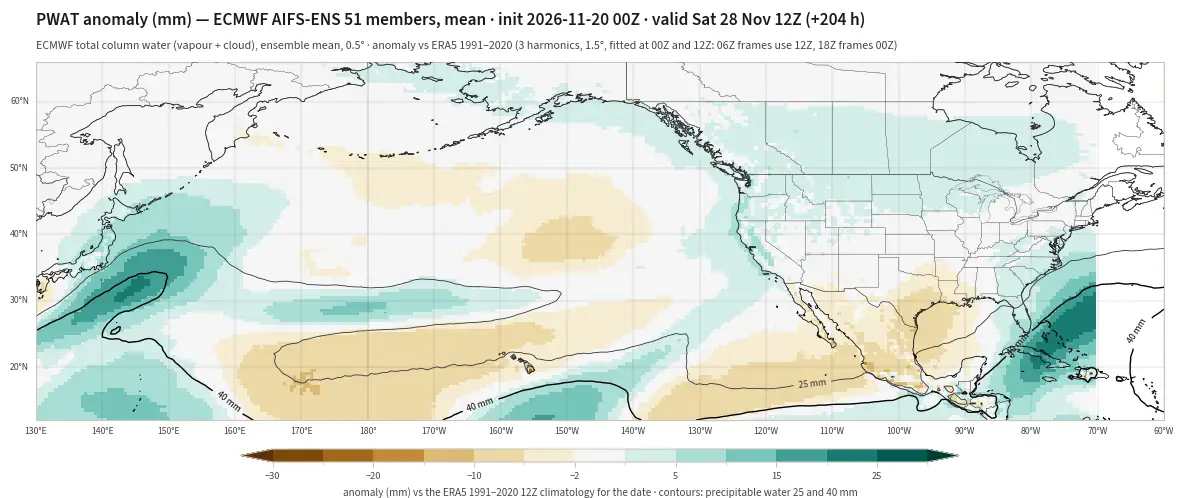 PWAT anomaly (mm) — ECMWF AIFS-ENS 51 members, mean · init 2026-11-20 00Z · valid Sat 28 Nov 12Z (+204 h)
ECMWF total column water (vapour + cloud), ensemble mean, 0.5° · anomaly vs ERA5 1991–2020 (3 harmonics, 1.5°, fitted at 00Z and 12Z: 06Z frames use 12Z, 18Z frames 00Z)
60°N
50°N
40°N
30°N
20°N
40 mm
40 mm
25 mm
40 mm
130°E 140°E 150°E 160°E 170°E 180° 170°W 160°W 150°W 140°W 130°W 120°W 110°W 100°W 90°W 80°W 70°W 60°W
−30 −20 −10 −2 5 15 25
anomaly (mm) vs the ERA5 1991–2020 12Z climatology for the date · contours: precipitable water 25 and 40 mm